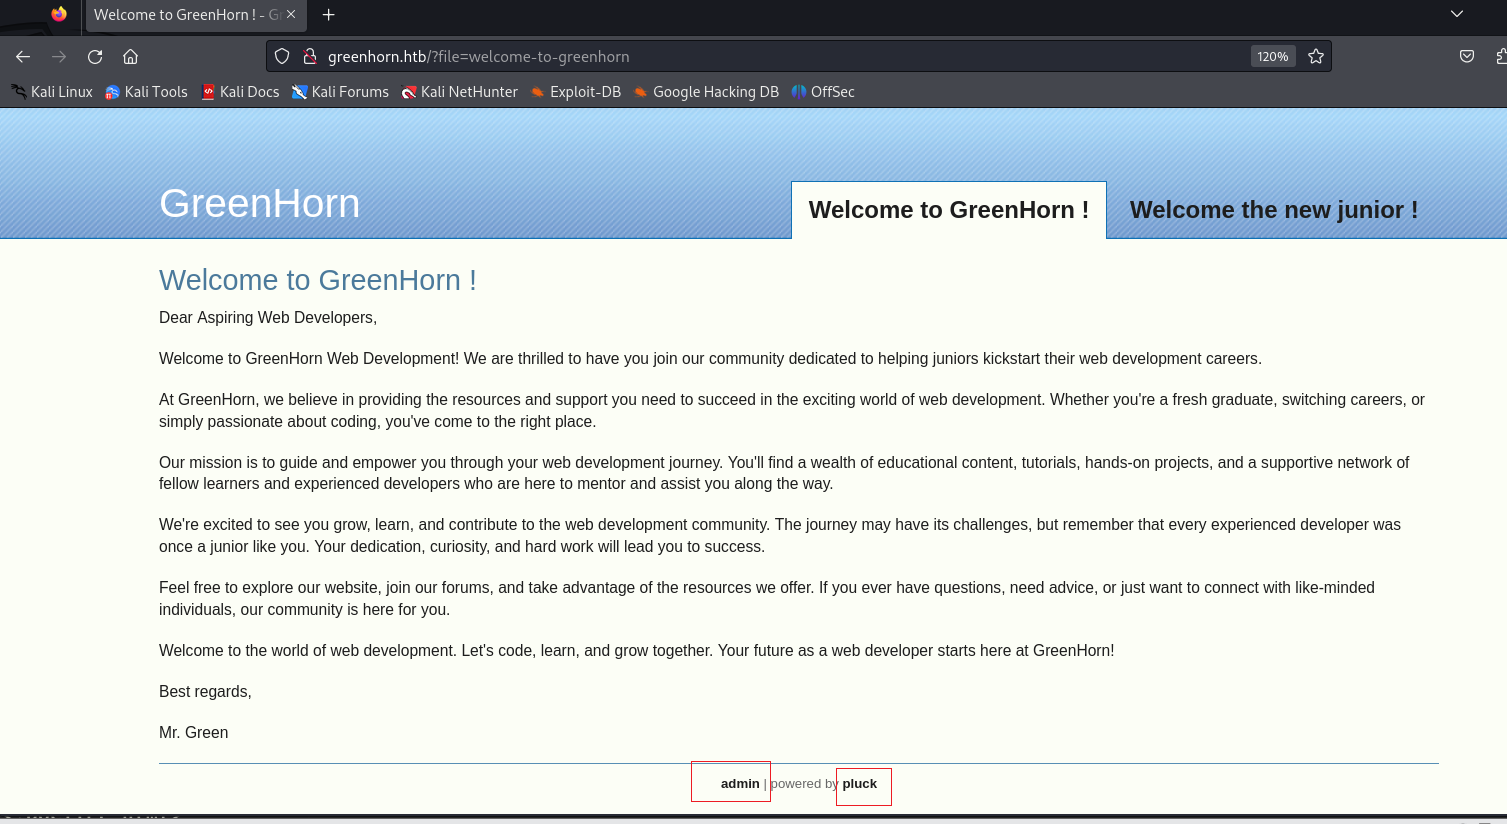 Welcome to GreenHorn ! - Gr
greenhorn.htb/?file=welcome-to-greenhorn 120%
Kali Linux Kali Tools Kali Docs Kali Forums Kali NetHunter Exploit-DB Google Hacking DB OffSec
GreenHorn Welcome to GreenHorn ! Welcome the new junior !
Welcome to GreenHorn !
Dear Aspiring Web Developers,
Welcome to GreenHorn Web Development! We are thrilled to have you join our community dedicated to helping juniors kickstart their web development careers.
At GreenHorn, we believe in providing the resources and support you need to succeed in the exciting world of web development. Whether you're a fresh graduate, switching careers, or
simply passionate about coding, you've come to the right place.
Our mission is to guide and empower you through your web development journey. You'll find a wealth of educational content, tutorials, hands-on projects, and a supportive network of
fellow learners and experienced developers who are here to mentor and assist you along the way.
We're excited to see you grow, learn, and contribute to the web development community. The journey may have its challenges, but remember that every experienced developer was
once a junior like you. Your dedication, curiosity, and hard work will lead you to success.
Feel free to explore our website, join our forums, and take advantage of the resources we offer. If you ever have questions, need advice, or just want to connect with like-minded
individuals, our community is here for you.
Welcome to the world of web development. Let's code, learn, and grow together. Your future as a web developer starts here at GreenHorn!
Best regards,
Mr. Green
admin | powered by pluck